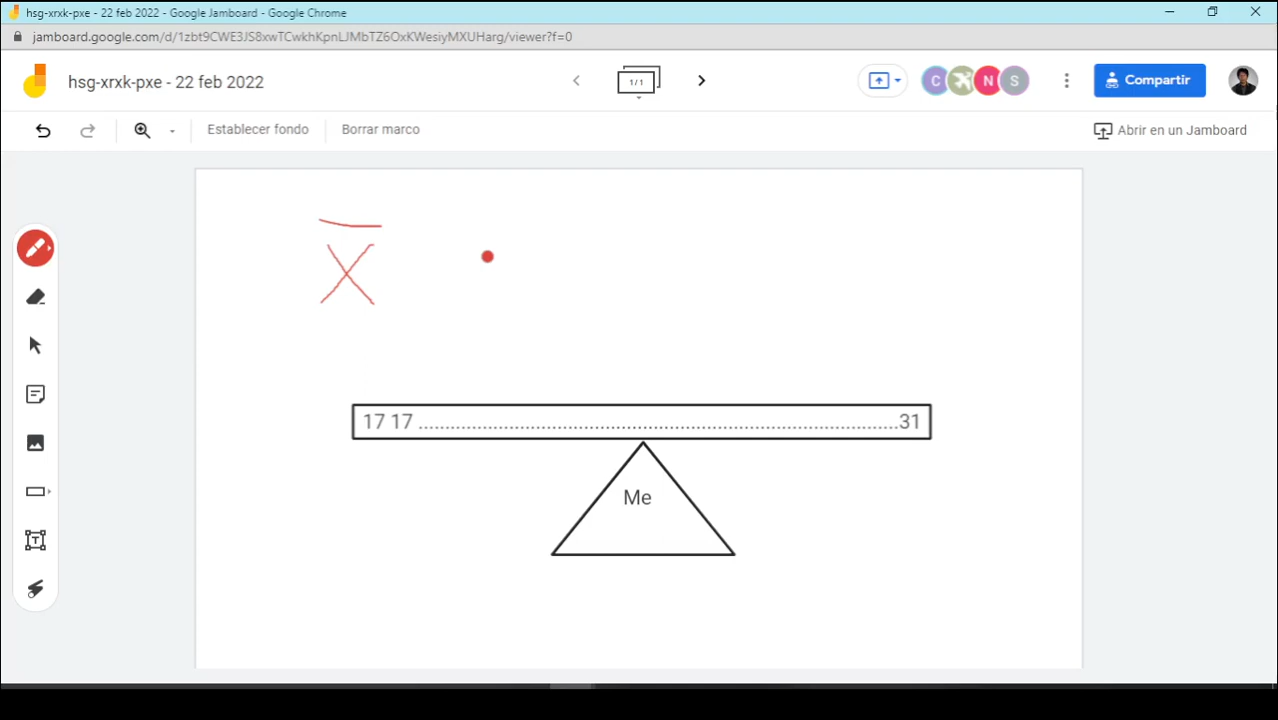 hsg-xrxk-pxe - 22 feb 2022 - Google Jamboard - Google Chrome
jamboard.google.com/d/1zbt9CWE3JS8xwTCwkhKpnLJMbTZ6OxKWesiyMXUHarg/viewer?f=0
hsg-xrxk-pxe - 22 feb 2022
1/1
C N S
Compartir
Establecer fondo
Borrar marco
Abrir en un Jamboard
X̅
17 17 ............................................................................................31
Me